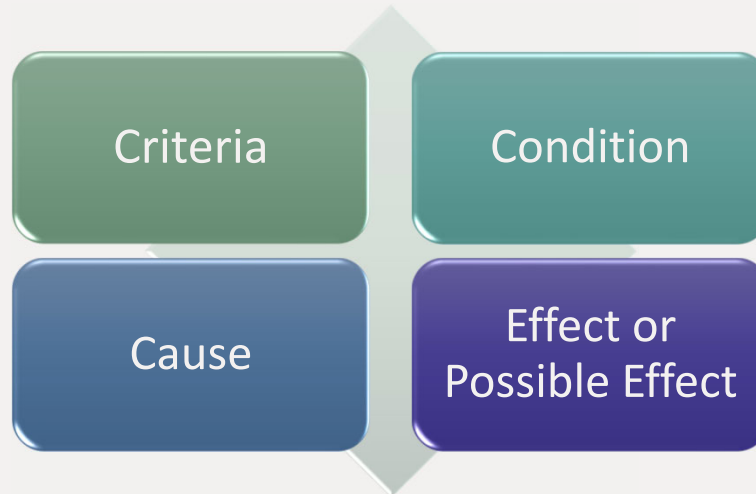 Criteria
Condition
Cause
Effect or
Possible Effect